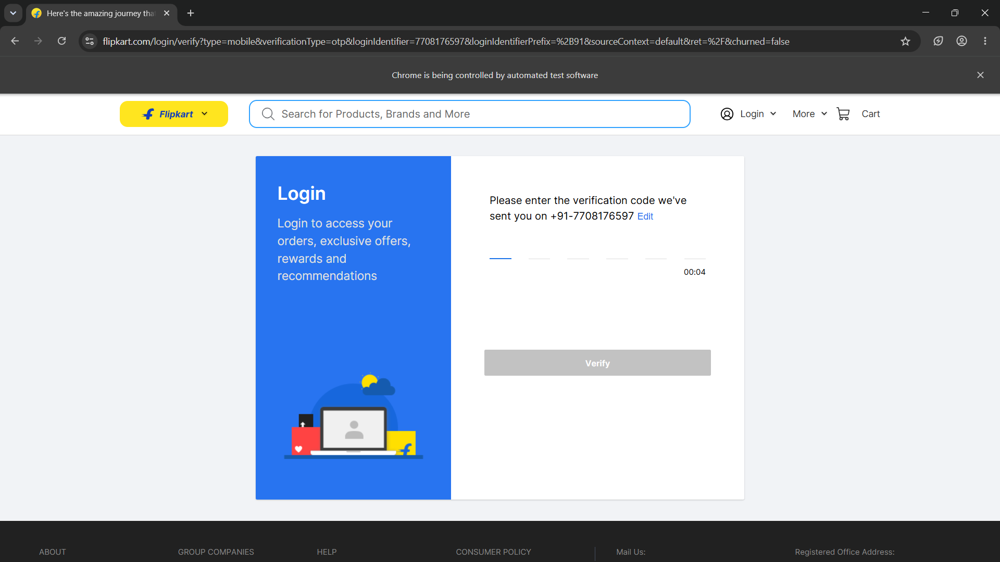 Here's the amazing journey tha
flipkart.com/login/verify?type=mobile&verificationType=otp&loginIdentifier=7708176597&loginIdentifierPrefix=%2B91&sourceContext=default&ret=%2F&churned=false
Chrome is being controlled by automated test software
Flipkart
Search for Products, Brands and More
Login
More
Cart
Login
Login to access your
orders, exclusive offers,
rewards and
recommendations
Please enter the verification code we've
sent you on +91-7708176597 Edit
00:04
Verify
ABOUT
GROUP COMPANIES
HELP
CONSUMER POLICY
Mail Us:
Registered Office Address: